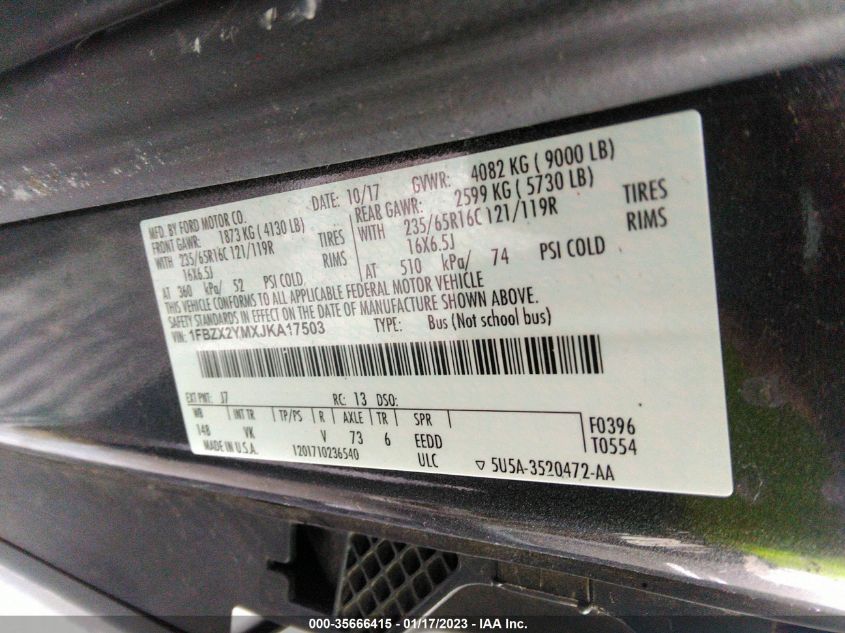 MFD. BY FORD MOTOR CO. DATE: 10/17 GVWR: 4082 KG ( 9000 LB)
FRONT GAWR: 1873 KG ( 4130 LB) REAR GAWR: 2599 KG ( 5730 LB)
WITH 235/65R16C 121/119R TIRES WITH 235/65R16C 121/119R TIRES
16X6.5J RIMS 16X6.5J RIMS
AT 360 kPa/ 52 PSI COLD AT 510 kPa/ 74 PSI COLD
THIS VEHICLE CONFORMS TO ALL APPLICABLE FEDERAL MOTOR VEHICLE
SAFETY STANDARDS IN EFFECT ON THE DATE OF MANUFACTURE SHOWN ABOVE.
VIN: 1FBZX2YMXJKA17503 TYPE: Bus (Not school bus)
EXT PNT: J7 RC: 13 DSO:
WB INT TR TP/PS R AXLE TR SPR F0396
148 VK V 73 6 EEDD T0554
MADE IN U.S.A. 1201710236540 ULC ▽ 5U5A-3520472-AA
000-35666415 - 01/17/2023 - IAA Inc.